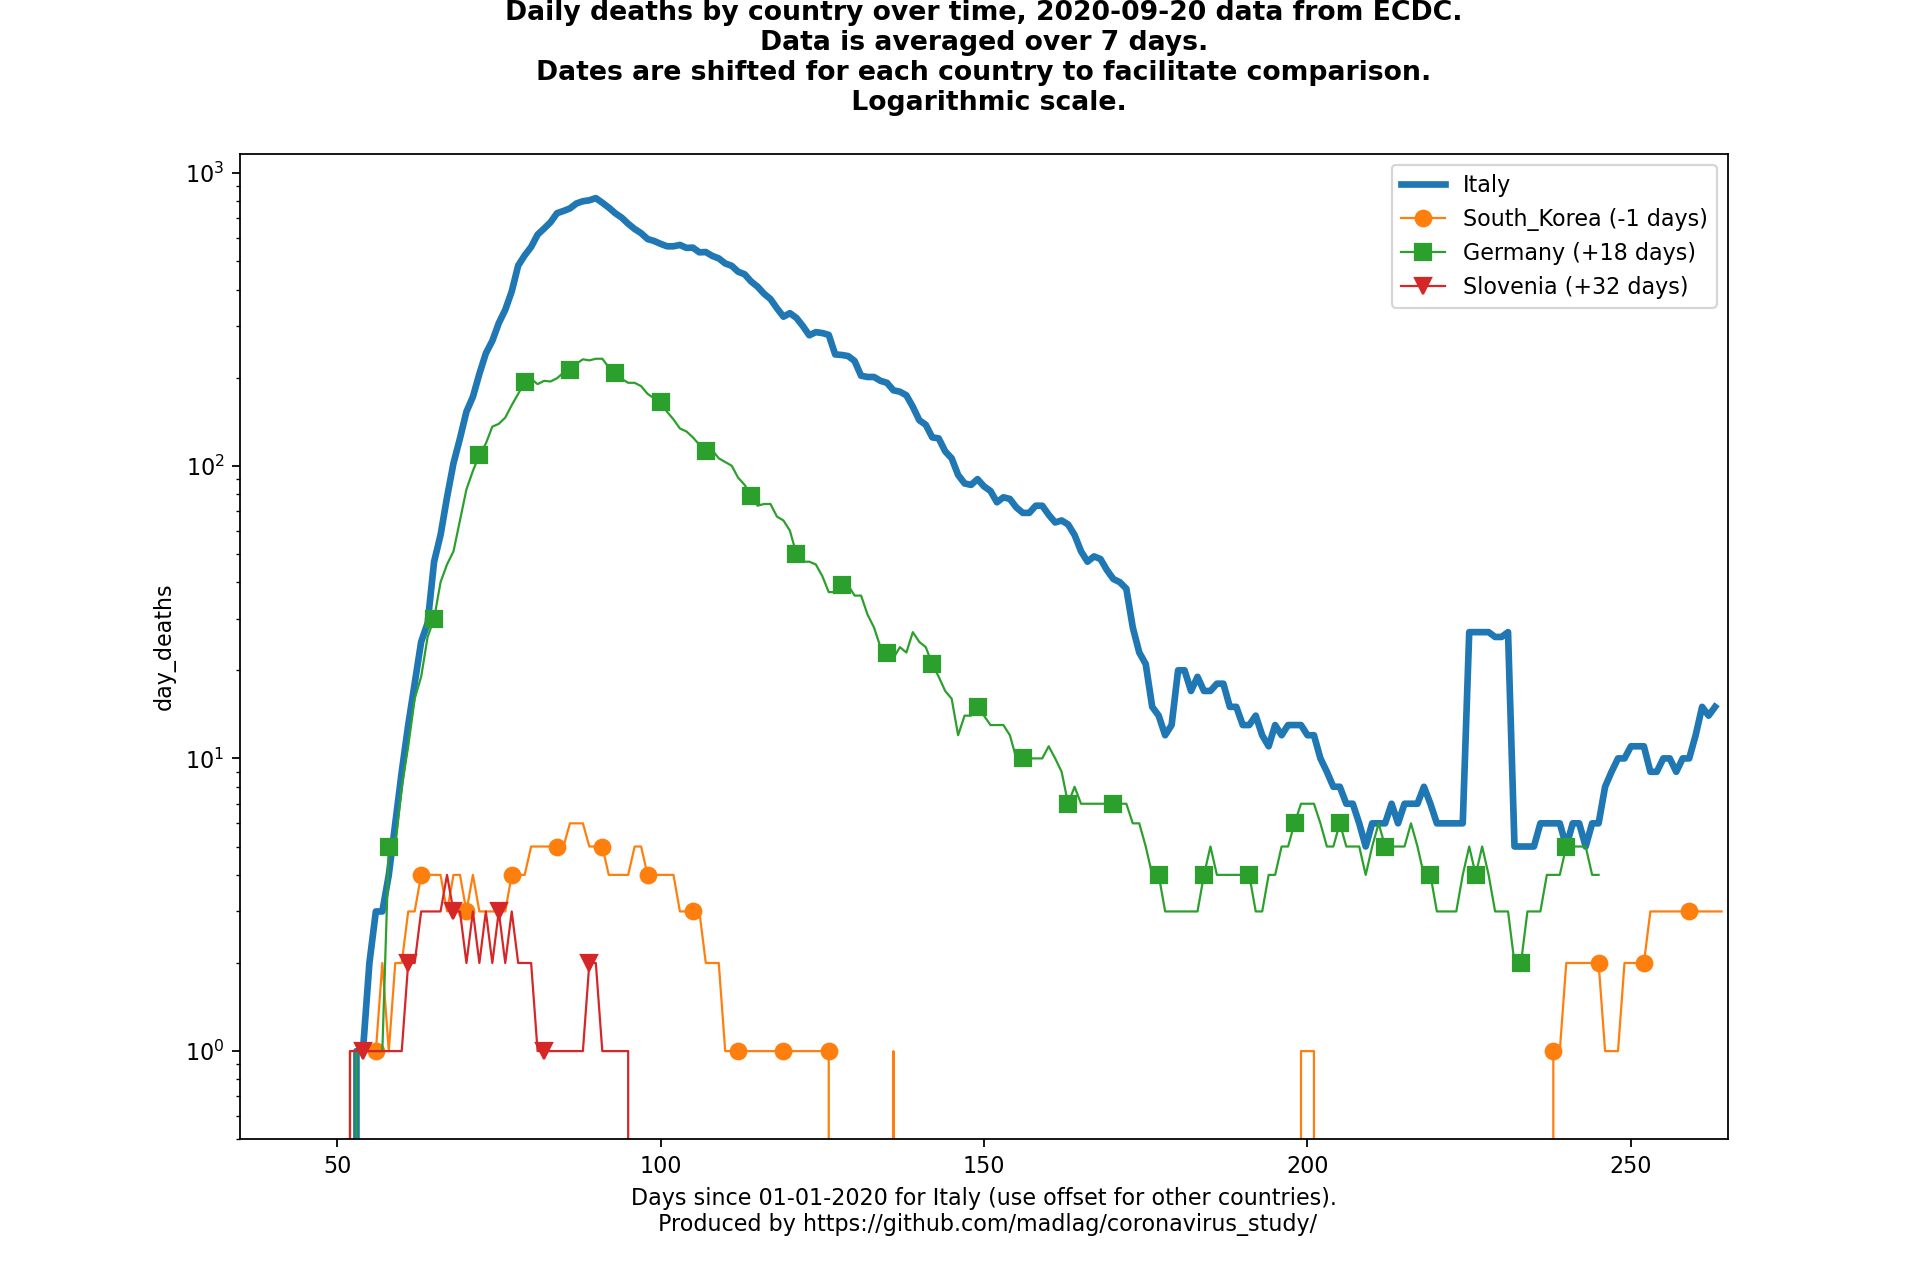 Daily deaths by country over time, 2020-09-20 data from ECDC.
Data is averaged over 7 days.
Dates are shifted for each country to facilitate comparison.
Logarithmic scale.
10³
10²
10¹
10⁰
day_deaths
Italy
South_Korea (-1 days)
Germany (+18 days)
Slovenia (+32 days)
50 100 150 200 250
Days since 01-01-2020 for Italy (use offset for other countries).
Produced by https://github.com/madlag/coronavirus_study/